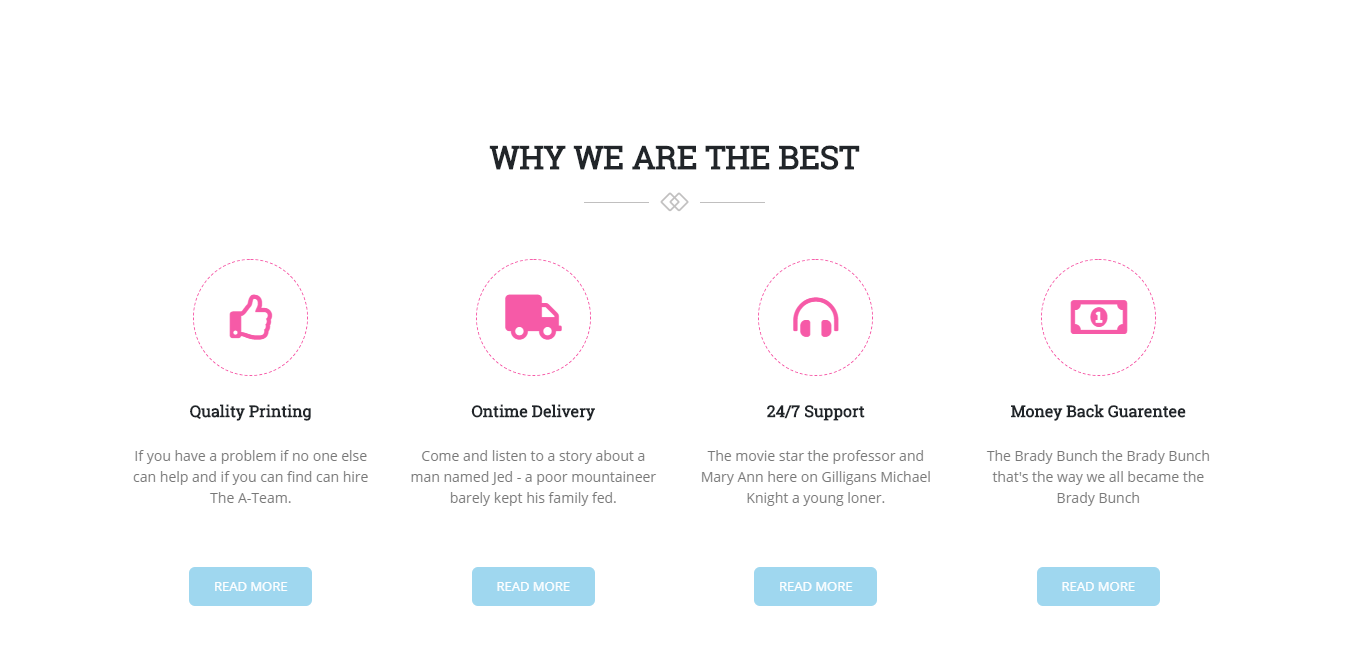 WHY WE ARE THE BEST
1
Quality Printing
If you have a problem if no one else
can help and if you can find can hire
The A-Team.
READ MORE
Ontime Delivery
Come and listen to a story about a
man named Jed - a poor mountaineer
barely kept his family fed.
READ MORE
24/7 Support
The movie star the professor and
Mary Ann here on Gilligans Michael
Knight a young loner.
READ MORE
Money Back Guarentee
The Brady Bunch the Brady Bunch
that's the way we all became the
Brady Bunch
READ MORE